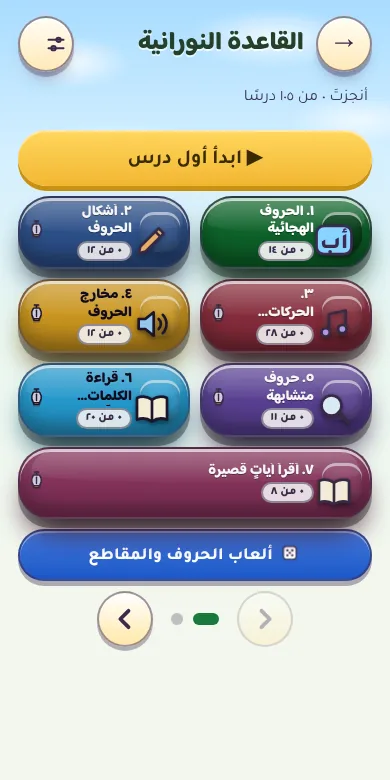 القاعدة النورانية
أنجزتَ ٠ من ١٠٥ درسًا
ابدأ أول درس
١. الحروف
الهجائية
٠ من ١٤
أب
٢. أشكال
الحروف
٠ من ١٢
٣.
الحركات...
٠ من ٢٨
٤. مخارج
الحروف
٠ من ١٢
٥. حروف
متشابهة
٠ من ١١
٦. قراءة
الكلمات...
٠ من ٢٠
٧. أقرأ آياتٍ قصيرة
٠ من ٨
ألعاب الحروف والمقاطع